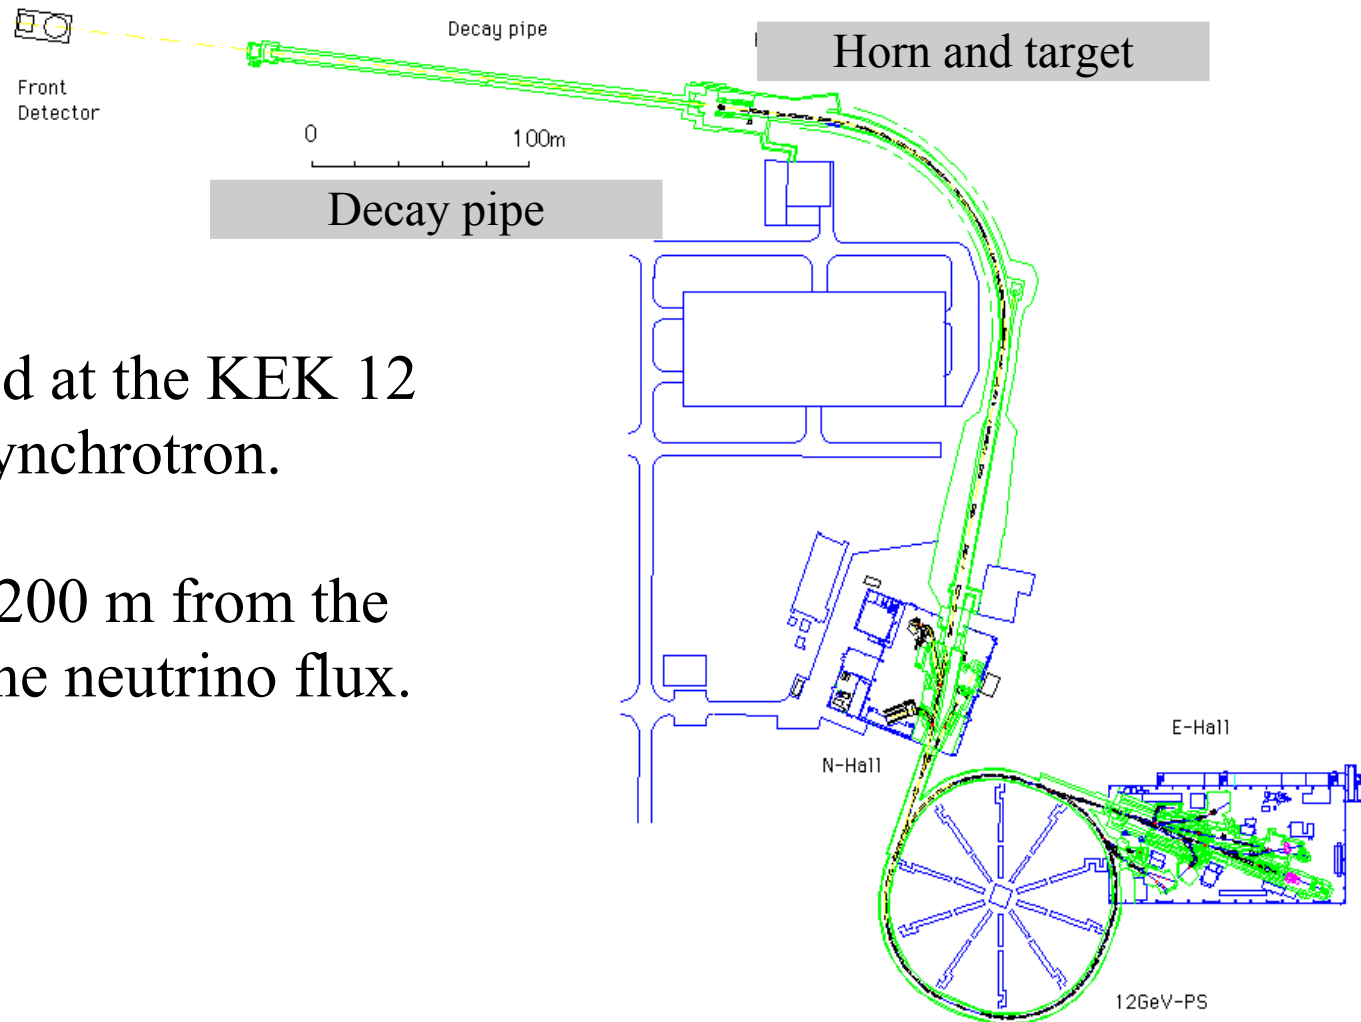 Decay pipe
Horn and target
Front
Detector
0 100m
Decay pipe
d at the KEK 12
ynchrotron.
200 m from the
ne neutrino flux.
E-Hall
N-Hall
12GeV-PS